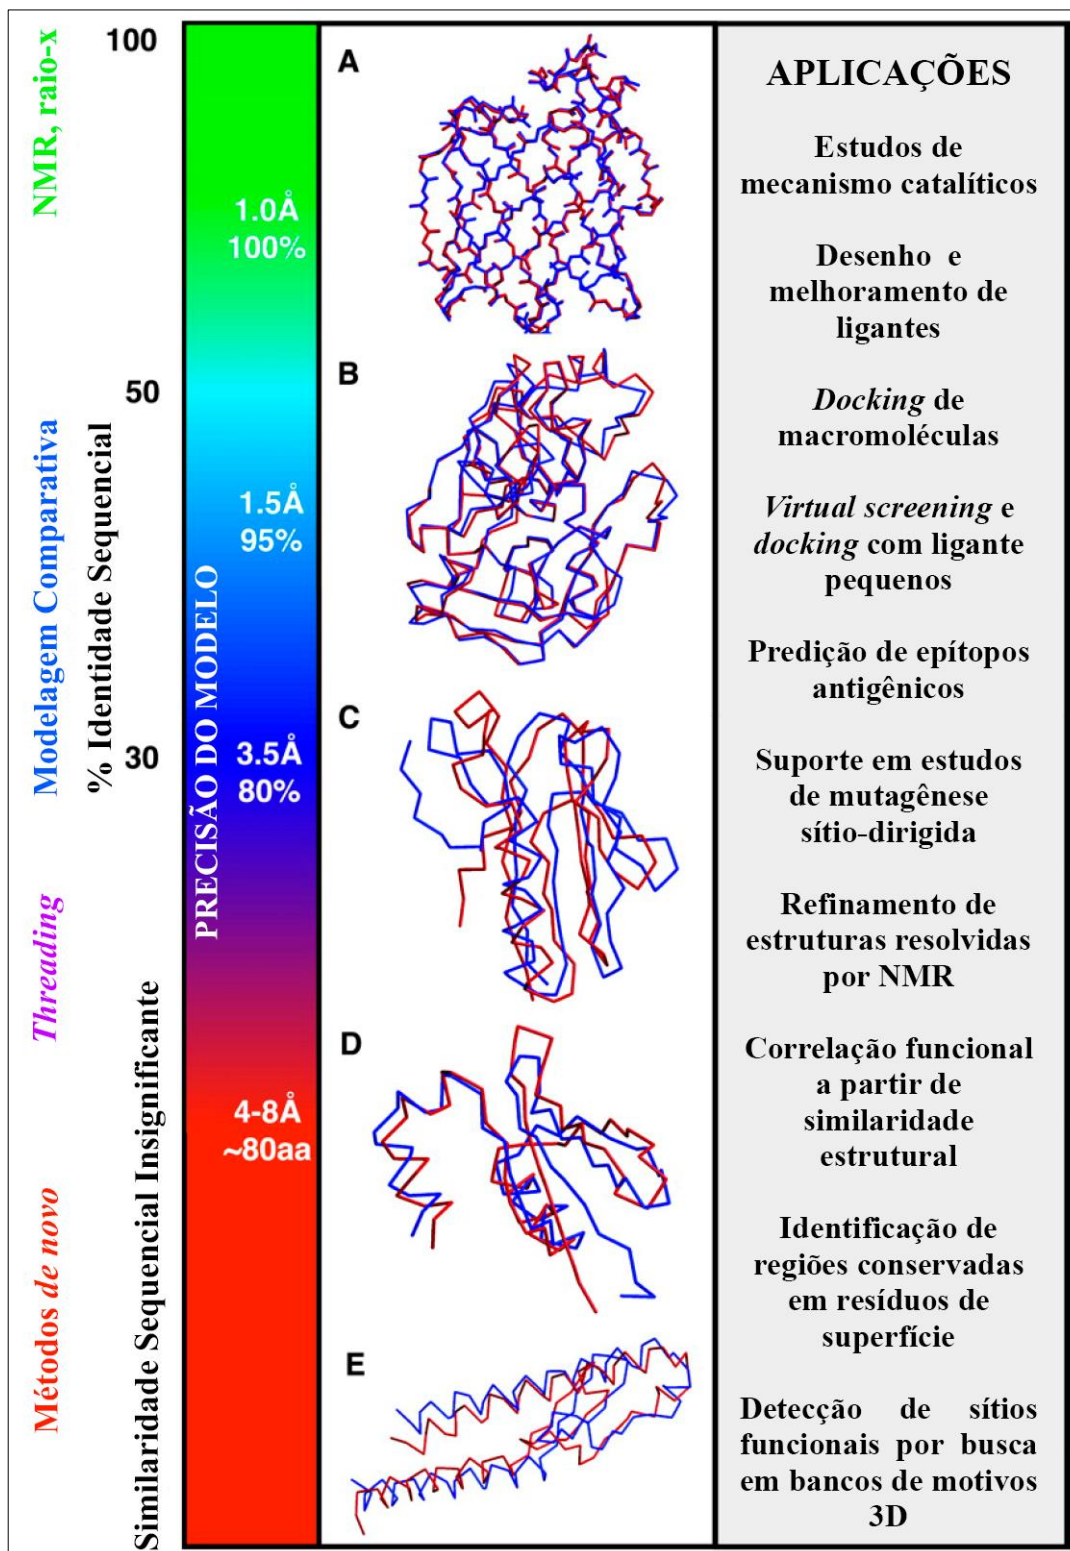 NMR, raio-x
Modelagem Comparativa
Threading
Métodos de novo
% Identidade Sequencial
Similaridade Sequencial Insignificante
100
50
30
PRECISÃO DO MODELO
1.0Å
100%
1.5Å
95%
3.5Å
80%
4-8Å
~80aa
A
B
C
D
E
APLICAÇÕES
Estudos de
mecanismo catalíticos
Desenho e
melhoramento de
ligantes
Docking de
macromoléculas
Virtual screening e
docking com ligante
pequenos
Predição de epítopos
antigênicos
Suporte em estudos
de mutagênese
sítio-dirigida
Refinamento de
estruturas resolvidas
por NMR
Correlação funcional
a partir de
similaridade
estrutural
Identificação de
regiões conservadas
em resíduos de
superfície
Detecção de sítios
funcionais por busca
em bancos de motivos
3D